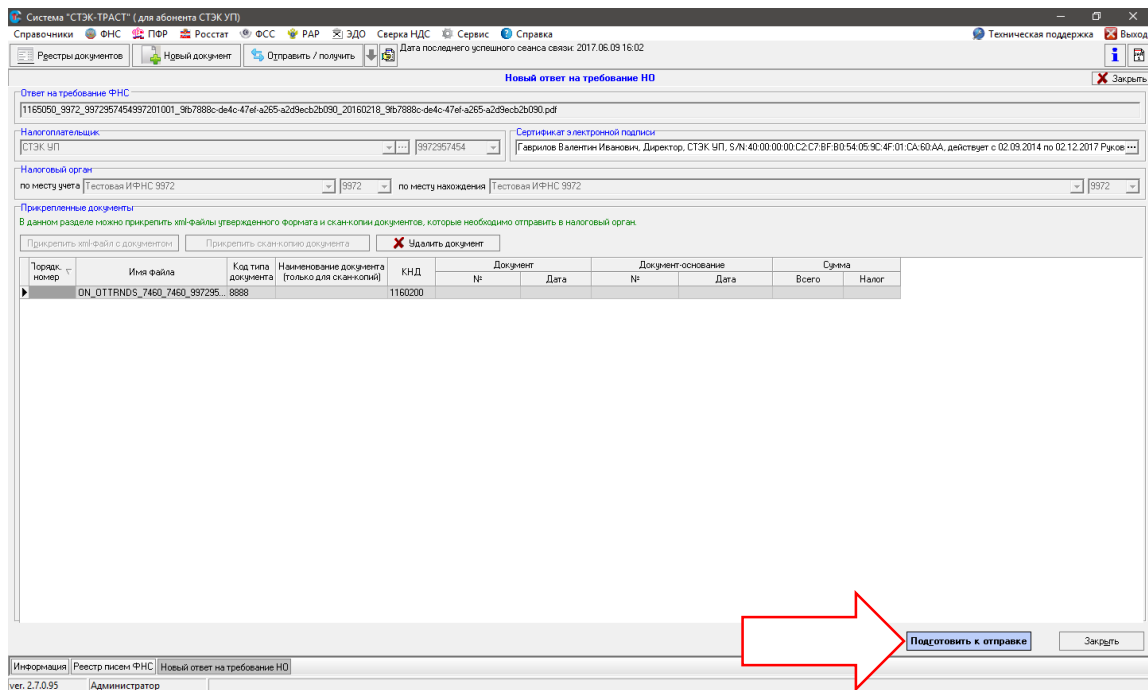 Система "СТЭК-ТРАСТ" ( для абонента СТЭК УП)
Справочники ФНС ПФР Росстат ФСС РАР ЭДО Сверка НДС Сервис Справка Техническая поддержка Выход
Реестры документов Новый документ Отправить / получить Дата последнего успешного сеанса связи: 2017.06.09 16:02
Новый ответ на требование НО Закрыть
Ответ на требование ФНС
1165050_9972_9972957454997201001_9fb7888c-de4c-47ef-a265-a2d9ecb2b090_20160218_9fb7888c-de4c-47ef-a265-a2d9ecb2b090.pdf
Налогоплательщик Сертификат электронной подписи
СТЭК УП 9972957454 Гаврилов Валентин Иванович, Директор, СТЭК УП, S/N:40:00:00:00:C2:C7:BF:B0:54:05:9C:4F:01:CA:60:AA, действует с 02.09.2014 по 02.12.2017 Руков
Налоговый орган
по месту учета Тестовая ИФНС 9972 9972 по месту нахождения Тестовая ИФНС 9972 9972
Прикрепленные документы
В данном разделе можно прикрепить xml-файлы утвержденного формата и скан-копии документов, которые необходимо отправить в налоговый орган.
Прикрепить xml-файл с документом Прикрепить скан-копию документа Удалить документ
Порядк. номер Имя файла Код типа документа Наименование документа (только для скан-копий) КНД Документ Документ-основание Сумма
№ Дата № Дата Всего Налог
ON_OTTRNDS_7460_7460_997295... 8888 1160200
Подготовить к отправке Закрыть
Информация Реестр писем ФНС Новый ответ на требование НО
ver. 2.7.0.95 Администратор